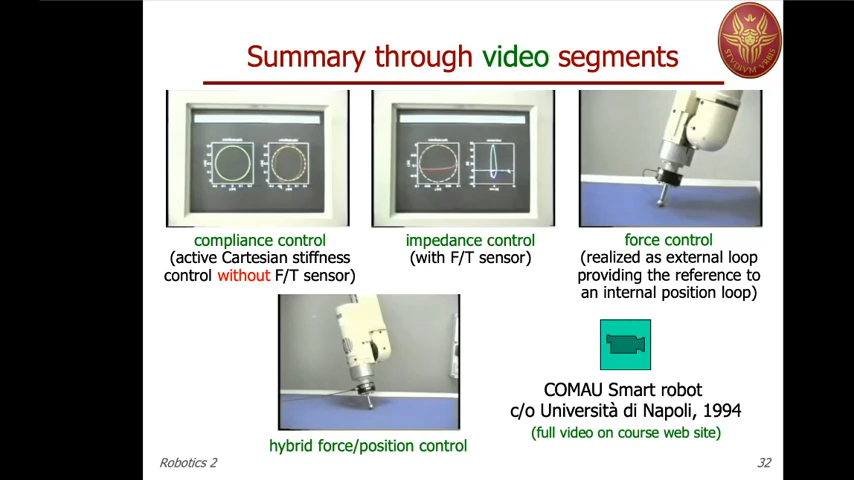 Summary through video segments
compliance control
(active Cartesian stiffness
control without F/T sensor)
impedance control
(with F/T sensor)
force control
(realized as external loop
providing the reference to
an internal position loop)
hybrid force/position control
COMAU Smart robot
c/o Università di Napoli, 1994
(full video on course web site)
Robotics 2
32